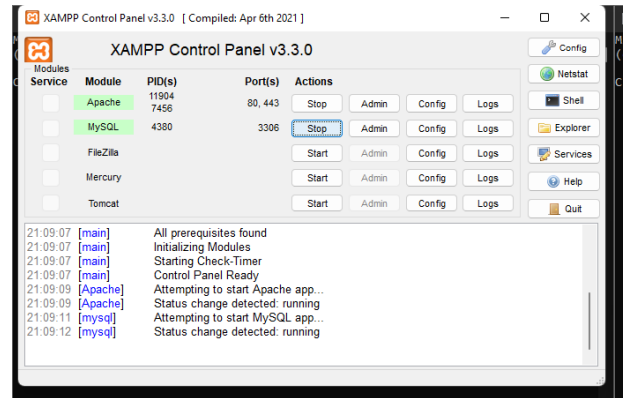 XAMPP Control Panel v3.3.0 [ Compiled: Apr 6th 2021 ]
XAMPP Control Panel v3.3.0
Config
Modules
Service Module PID(s) Port(s) Actions
Netstat
Apache 11904 7456 80, 443 Stop Admin Config Logs
Shell
MySQL 4380 3306 Stop Admin Config Logs
Explorer
FileZilla Start Admin Config Logs
Services
Mercury Start Admin Config Logs
Help
Tomcat Start Admin Config Logs
Quit
21:09:07 [main] All prerequisites found
21:09:07 [main] Initializing Modules
21:09:07 [main] Starting Check-Timer
21:09:07 [main] Control Panel Ready
21:09:09 [Apache] Attempting to start Apache app...
21:09:09 [Apache] Status change detected: running
21:09:11 [mysql] Attempting to start MySQL app...
21:09:12 [mysql] Status change detected: running